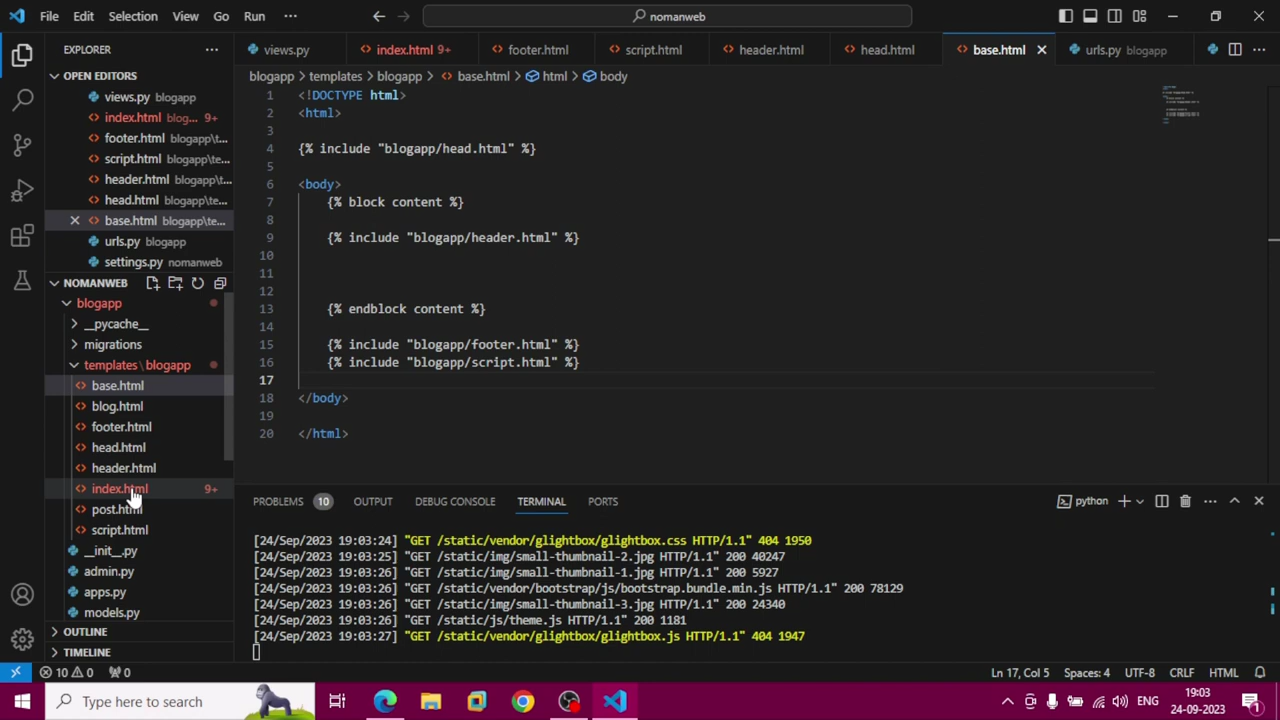 File Edit Selection View Go Run ··· nomanweb
EXPLORER ···
OPEN EDITORS
views.py blogapp
index.html blog... 9+
footer.html blogapp\t...
script.html blogapp\te...
header.html blogapp\t...
head.html blogapp\te...
base.html blogapp\te...
urls.py blogapp
settings.py nomanweb
NOMANWEB
blogapp
__pycache__
migrations
templates \ blogapp
base.html
blog.html
footer.html
head.html
header.html
index.html 9+
post.html
script.html
__init__.py
admin.py
apps.py
models.py
OUTLINE
TIMELINE
views.py index.html 9+ footer.html script.html header.html head.html base.html urls.py blogapp
blogapp > templates > blogapp > base.html > html > body
1 <!DOCTYPE html>
2 <html>
3
4 {% include "blogapp/head.html" %}
5
6 <body>
7 {% block content %}
8
9 {% include "blogapp/header.html" %}
10
11
12
13 {% endblock content %}
14
15 {% include "blogapp/footer.html" %}
16 {% include "blogapp/script.html" %}
17
18 </body>
19
20 </html>
PROBLEMS 10 OUTPUT DEBUG CONSOLE TERMINAL PORTS python
[24/Sep/2023 19:03:24] "GET /static/vendor/glightbox/glightbox.css HTTP/1.1" 404 1950
[24/Sep/2023 19:03:26] "GET /static/img/small-thumbnail-2.jpg HTTP/1.1" 200 40247
[24/Sep/2023 19:03:26] "GET /static/img/small-thumbnail-1.jpg HTTP/1.1" 200 5927
[24/Sep/2023 19:03:26] "GET /static/vendor/bootstrap/js/bootstrap.bundle.min.js HTTP/1.1" 200 78129
[24/Sep/2023 19:03:26] "GET /static/img/small-thumbnail-3.jpg HTTP/1.1" 200 24340
[24/Sep/2023 19:03:26] "GET /static/js/theme.js HTTP/1.1" 200 1181
[24/Sep/2023 19:03:27] "GET /static/vendor/glightbox/glightbox.js HTTP/1.1" 404 1947
10 0 0 Ln 17, Col 5 Spaces: 4 UTF-8 CRLF HTML
Type here to search ENG 19:03
24-09-2023 1